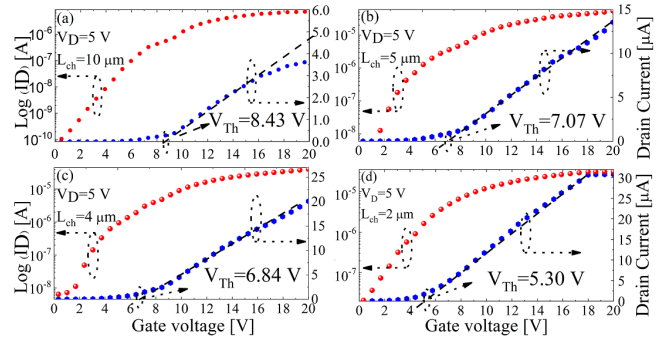 (a)
V_D=5 V
L_ch=10 μm
V_Th=8.43 V
Log (ID) [A]
10^-6
10^-7
10^-8
10^-9
10^-10
6.0
5.0
4.0
3.0
2.0
1.0
0.0
0 2 4 6 8 10 12 14 16 18 20
(b)
V_D=5 V
L_ch=5 μm
V_Th=7.07 V
10^-5
10^-6
10^-7
10^-8
15
10
5
0
Drain Current [μA]
0 2 4 6 8 10 12 14 16 18 20
(c)
V_D=5 V
L_ch=4 μm
V_Th=6.84 V
Log (ID) [A]
10^-5
10^-6
10^-7
10^-8
25
20
15
10
5
0
0 2 4 6 8 10 12 14 16 18 20
Gate voltage [V]
(d)
V_D=5 V
L_ch=2 μm
V_Th=5.30 V
10^-5
10^-6
10^-7
30
25
20
15
10
5
0
Drain Current [μA]
0 2 4 6 8 10 12 14 16 18 20
Gate voltage [V]